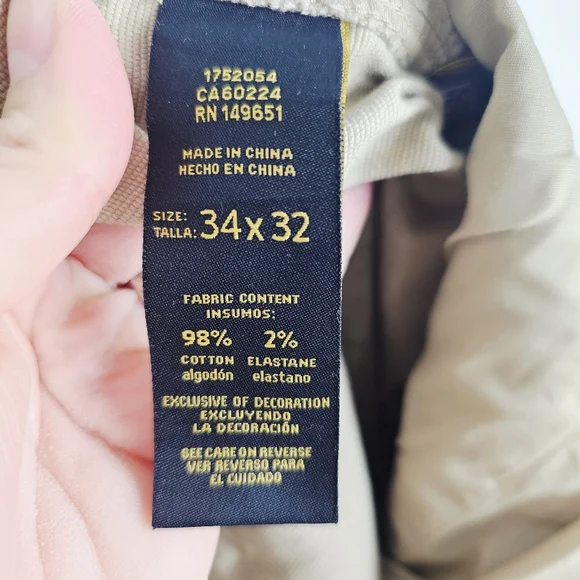 1752054
CA60224
RN 149651
MADE IN CHINA
HECHO EN CHINA
SIZE:
TALLA: 34 x 32
FABRIC CONTENT
INSUMOS:
98% 2%
COTTON ELASTANE
algodón elastano
EXCLUSIVE OF DECORATION
EXCLUYENDO
LA DECORACIÓN
SEE CARE ON REVERSE
VER REVERSO PARA
EL CUIDADO